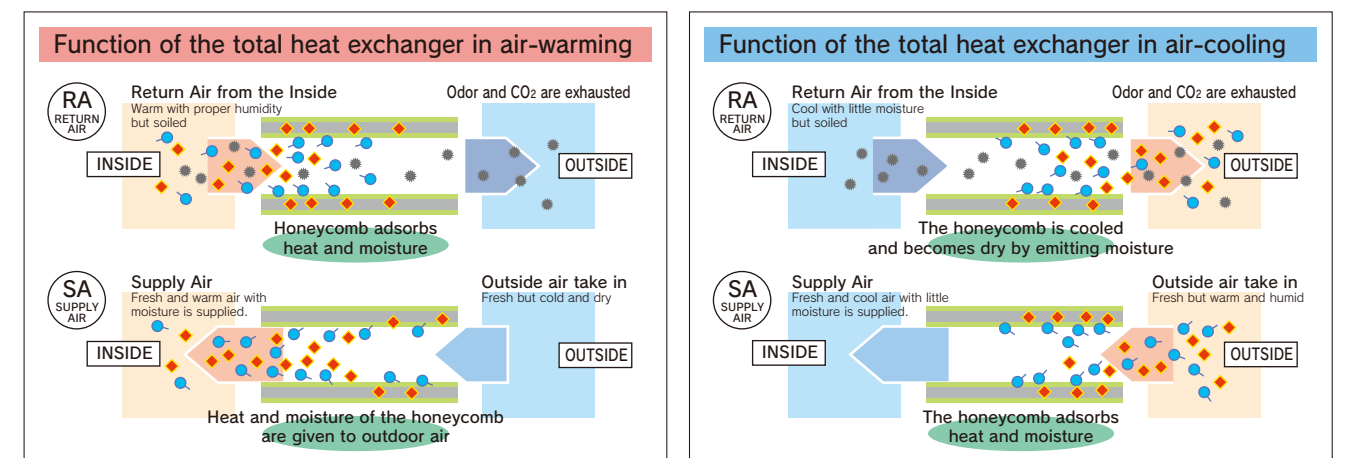 Function of the total heat exchanger in air-warming
RA
RETURN
AIR
Return Air from the Inside
Warm with proper humidity
but soiled
Odor and CO₂ are exhausted
INSIDE
OUTSIDE
Honeycomb adsorbs
heat and moisture
SA
SUPPLY
AIR
Supply Air
Fresh and warm air with
moisture is supplied.
Outside air take in
Fresh but cold and dry
INSIDE
OUTSIDE
Heat and moisture of the honeycomb
are given to outdoor air
Function of the total heat exchanger in air-cooling
RA
RETURN
AIR
Return Air from the Inside
Cool with little moisture
but soiled
Odor and CO₂ are exhausted
INSIDE
OUTSIDE
The honeycomb is cooled
and becomes dry by emitting moisture
SA
SUPPLY
AIR
Supply Air
Fresh and cool air with little
moisture is supplied.
Outside air take in
Fresh but warm and humid
INSIDE
OUTSIDE
The honeycomb adsorbs
heat and moisture